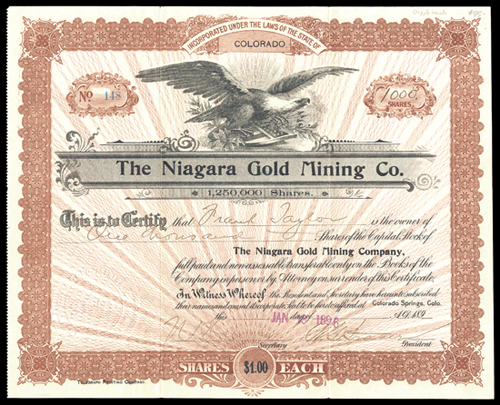 INCORPORATED UNDER THE LAWS OF THE STATE OF
COLORADO
No 148
1000
SHARES
The Niagara Gold Mining Co.
1,250,000 Shares.
This is to Certify that Frank Taylor is the owner of
One thousand Shares of the Capital Stock of
The Niagara Gold Mining Company,
full paid and non assessable transferable only on the Books of the
Company in person or by Attorney on surrender of this Certificate.
In Witness Whereof the President and Secretary have hereunto subscribed
their names and caused the corporate Seal to be hereto affixed at Colorado Springs, Colo.
this day of JAN 1896 A.D. 189
Secretary President
SHARES $1.00 EACH